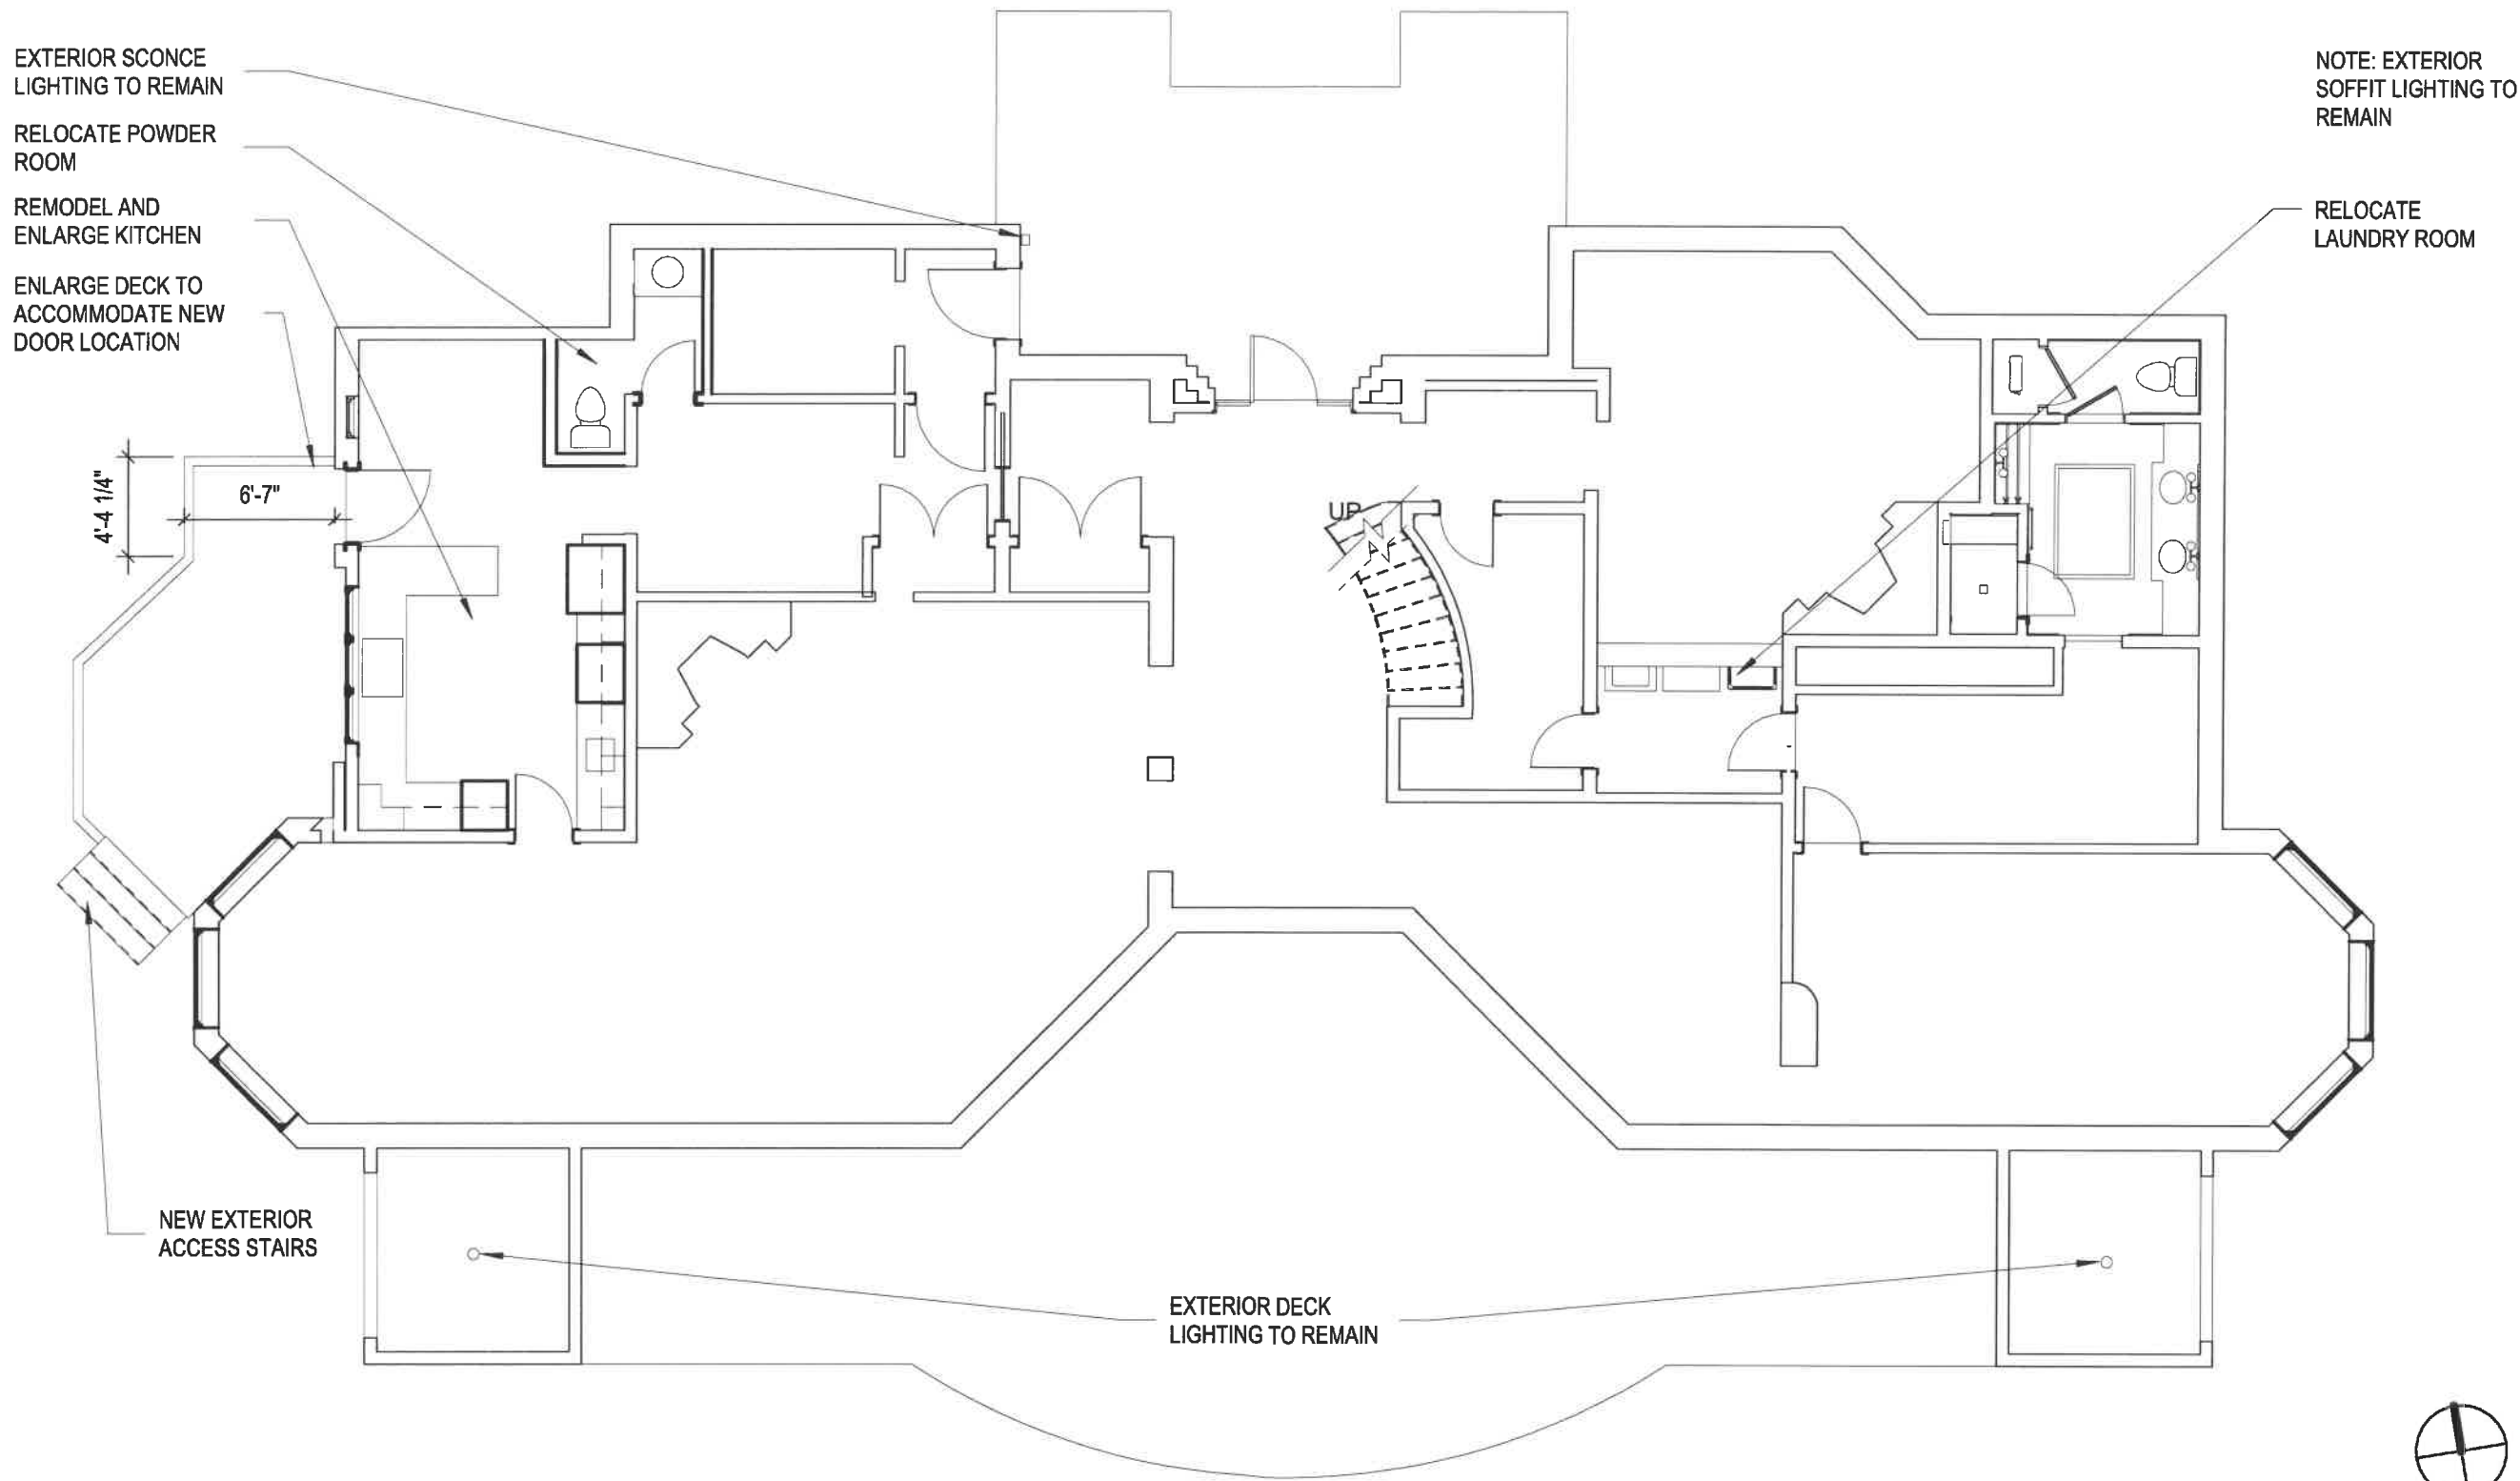 EXTERIOR SCONCE
LIGHTING TO REMAIN
RELOCATE POWDER
ROOM
REMODEL AND
ENLARGE KITCHEN
ENLARGE DECK TO
ACCOMMODATE NEW
DOOR LOCATION
4'-4 1/4"
6'-7"
NOTE: EXTERIOR
SOFFIT LIGHTING TO
REMAIN
RELOCATE
LAUNDRY ROOM
UP
NEW EXTERIOR
ACCESS STAIRS
EXTERIOR DECK
LIGHTING TO REMAIN